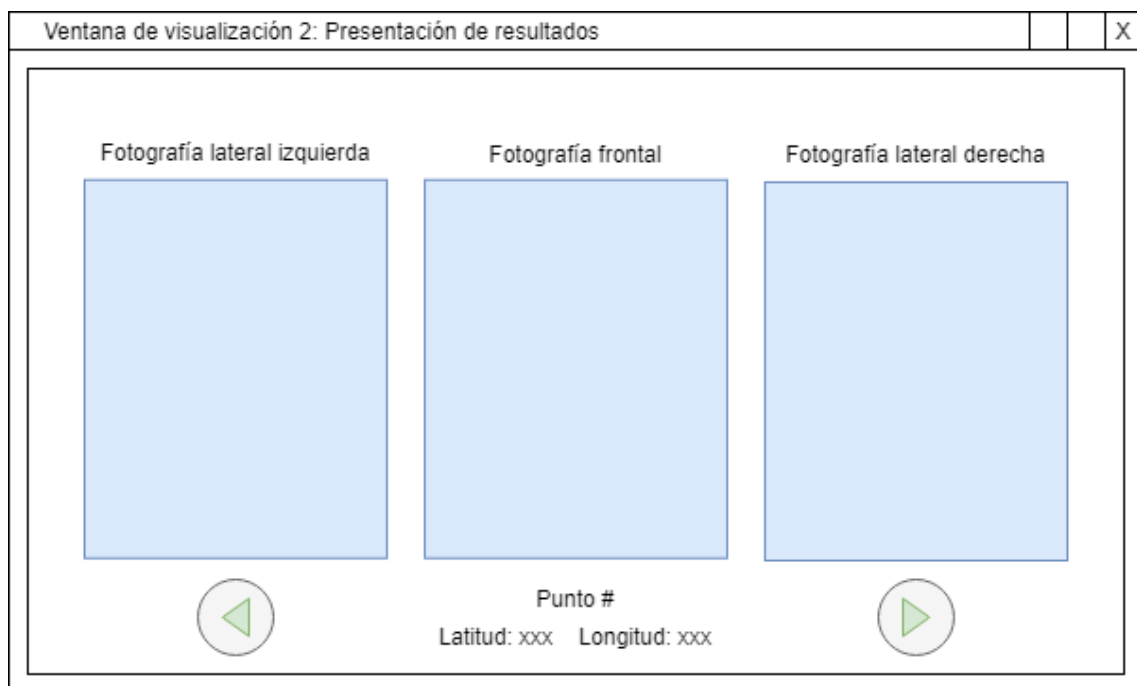 Ventana de visualización 2: Presentación de resultados X
Fotografía lateral izquierda
Fotografía frontal
Fotografía lateral derecha
Punto #
Latitud: xxx Longitud: xxx